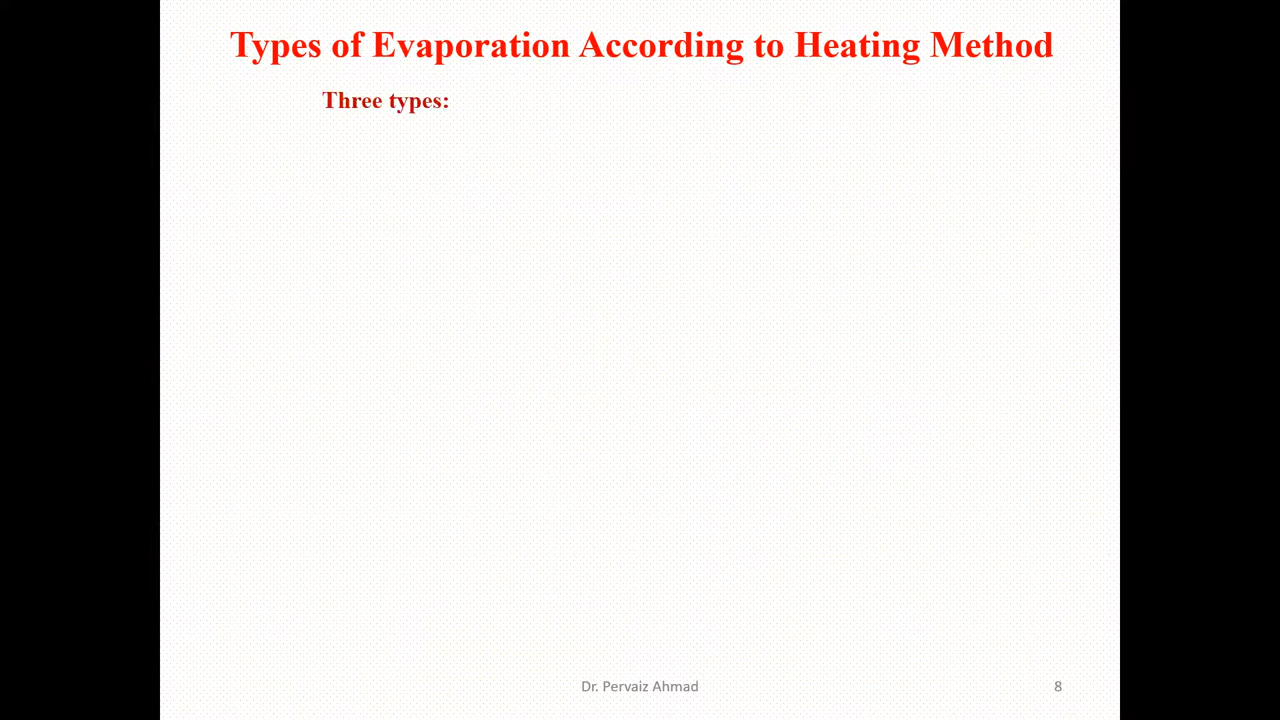 Types of Evaporation According to Heating Method
Three types:
Dr. Pervaiz Ahmad
8